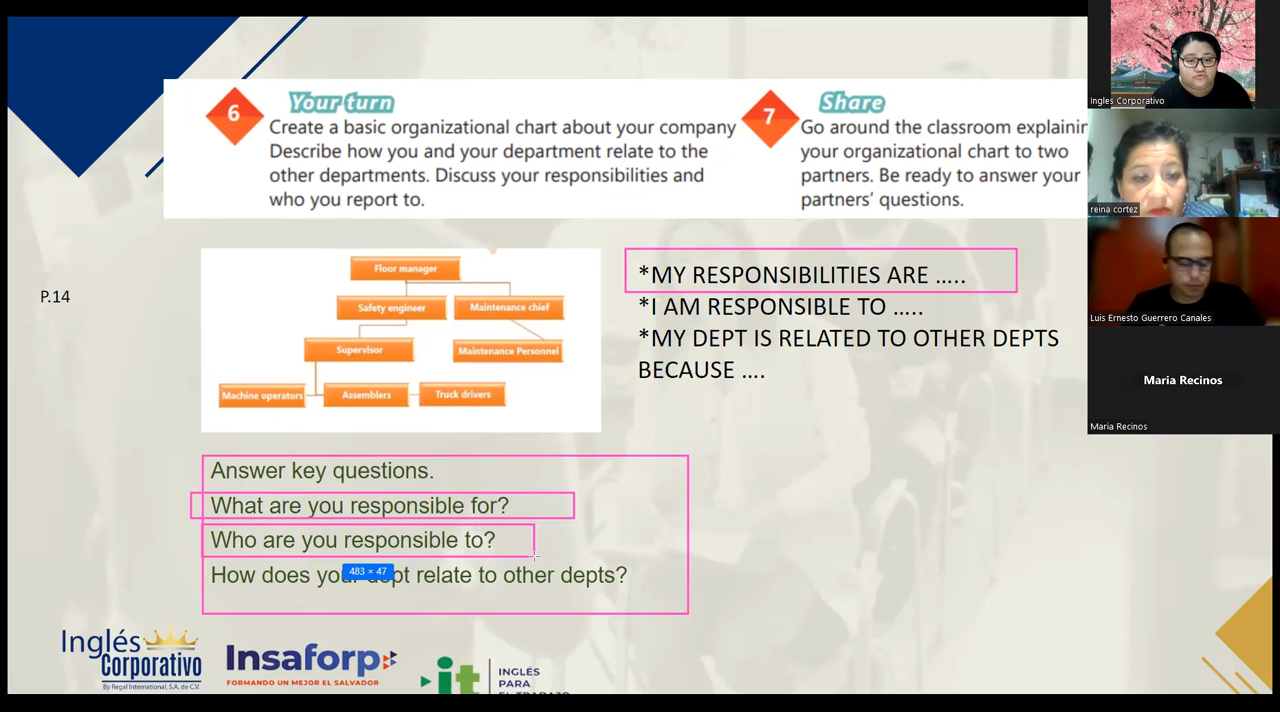 6
Your turn
Create a basic organizational chart about your company
Describe how you and your department relate to the
other departments. Discuss your responsibilities and
who you report to.
7
Share
Go around the classroom explainin
your organizational chart to two
partners. Be ready to answer your
partners' questions.
P.14
Floor manager
Safety engineer
Maintenance chief
Supervisor
Maintenance Personnel
Machine operators
Assemblers
Truck drivers
*MY RESPONSIBILITIES ARE .....
*I AM RESPONSIBLE TO .....
*MY DEPT IS RELATED TO OTHER DEPTS
BECAUSE ....
Answer key questions.
What are you responsible for?
Who are you responsible to?
How does your dept relate to other depts?
483 × 47
Inglés
Corporativo
By Regal International, S.A. de C.V.
Insaforp
FORMANDO UN MEJOR EL SALVADOR
it
INGLÉS
PARA
EL TRABAJO
Ingles Corporativo
reina cortez
Luis Ernesto Guerrero Canales
Maria Recinos
Maria Recinos